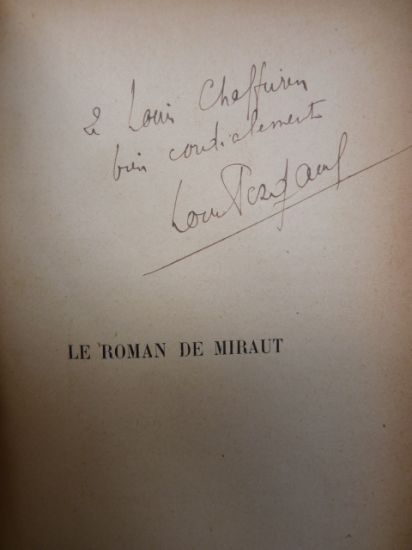 à Louis Chaffurin
bien cordialement
Louis Pergaud
LE ROMAN DE MIRAUT